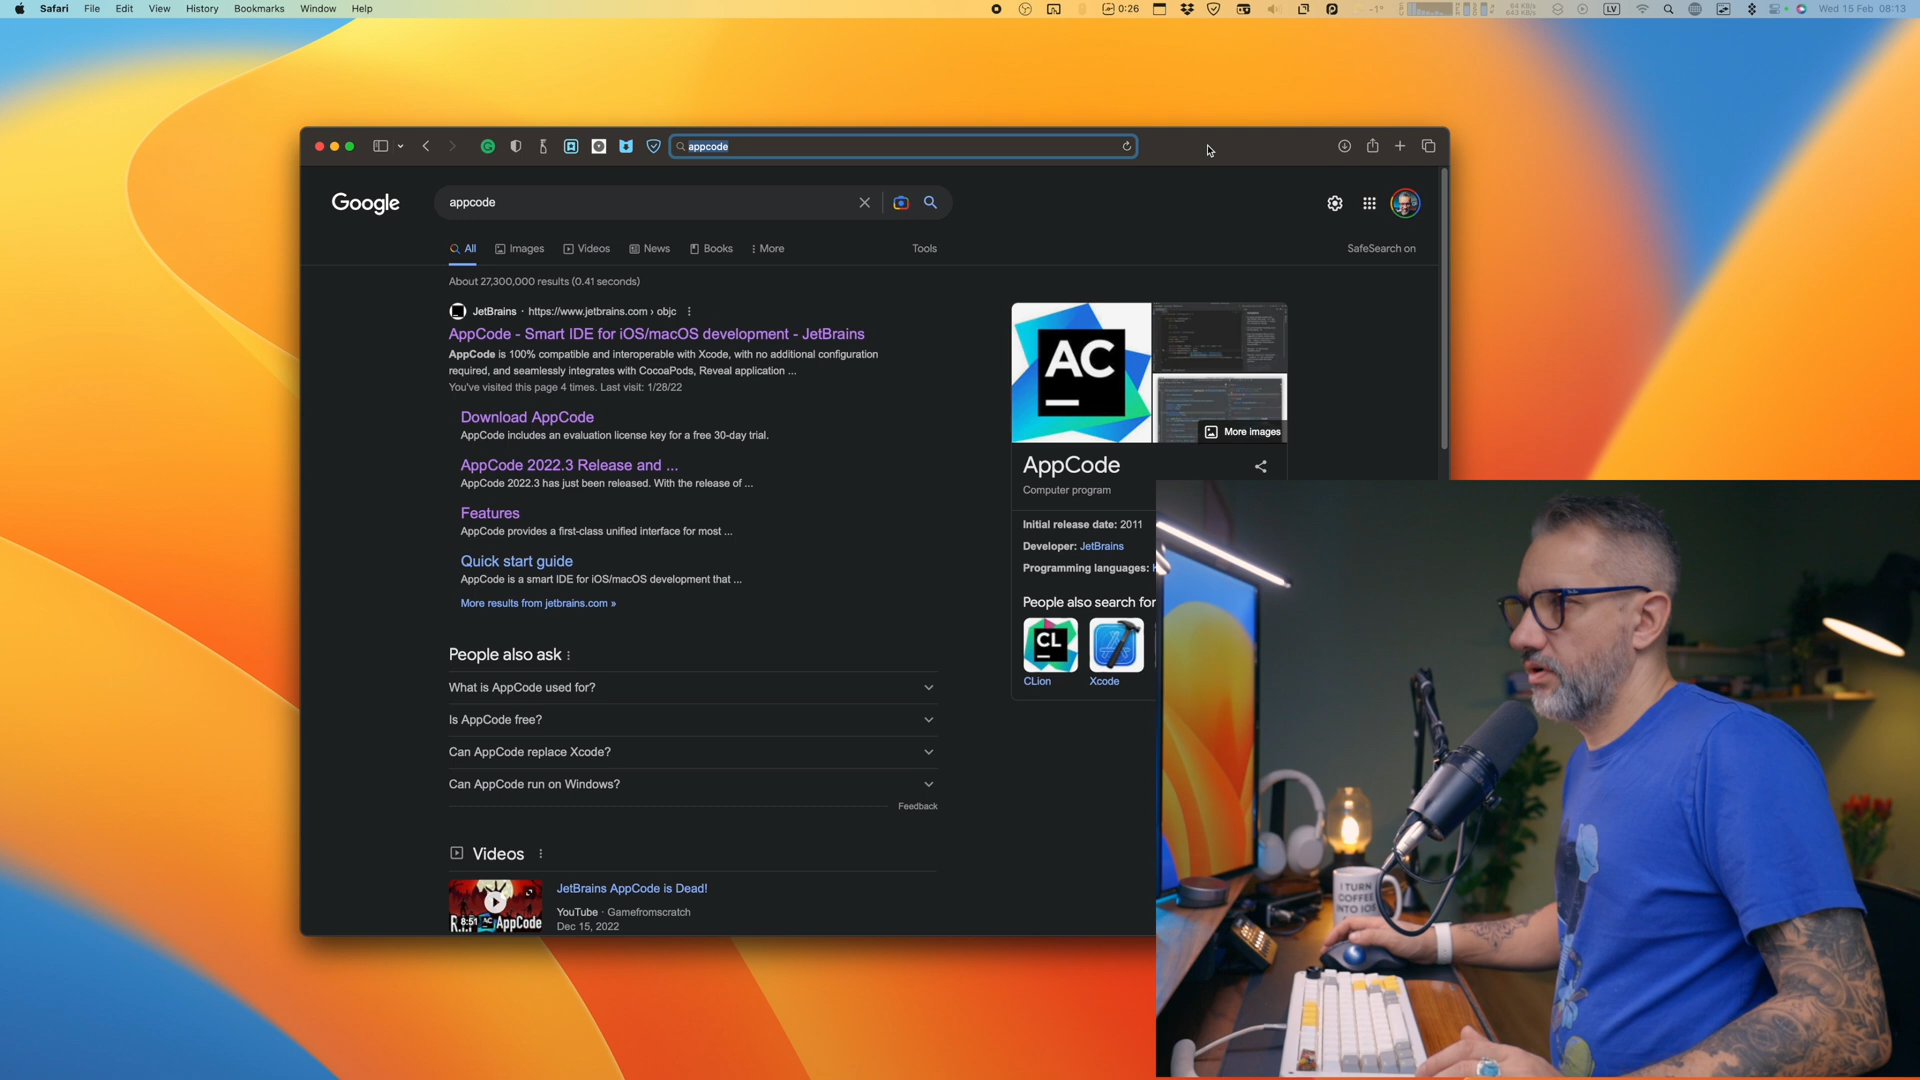 Safari File Edit View History Bookmarks Window Help
0:26
-1°
64 KB/s
643 KB/s
LV
Wed 15 Feb 08:13
appcode
Google
appcode
All Images Videos News Books More
Tools
SafeSearch on
About 27,300,000 results (0.41 seconds)
JetBrains · https://www.jetbrains.com › objc
AppCode - Smart IDE for iOS/macOS development - JetBrains
AppCode is 100% compatible and interoperable with Xcode, with no additional configuration
required, and seamlessly integrates with CocoaPods, Reveal application ...
You've visited this page 4 times. Last visit: 1/28/22
Download AppCode
AppCode includes an evaluation license key for a free 30-day trial.
AppCode 2022.3 Release and ...
AppCode 2022.3 has just been released. With the release of ...
Features
AppCode provides a first-class unified interface for most ...
Quick start guide
AppCode is a smart IDE for iOS/macOS development that ...
More results from jetbrains.com »
People also ask
What is AppCode used for?
Is AppCode free?
Can AppCode replace Xcode?
Can AppCode run on Windows?
Feedback
Videos
8:51
R.I.P AC AppCode
JetBrains AppCode is Dead!
YouTube · Gamefromscratch
Dec 15, 2022
AC
More images
AppCode
Computer program
Initial release date: 2011
Developer: JetBrains
Programming languages:
People also search for
CL
CLion
Xcode
I TURN
COFFEE
INTO IOS